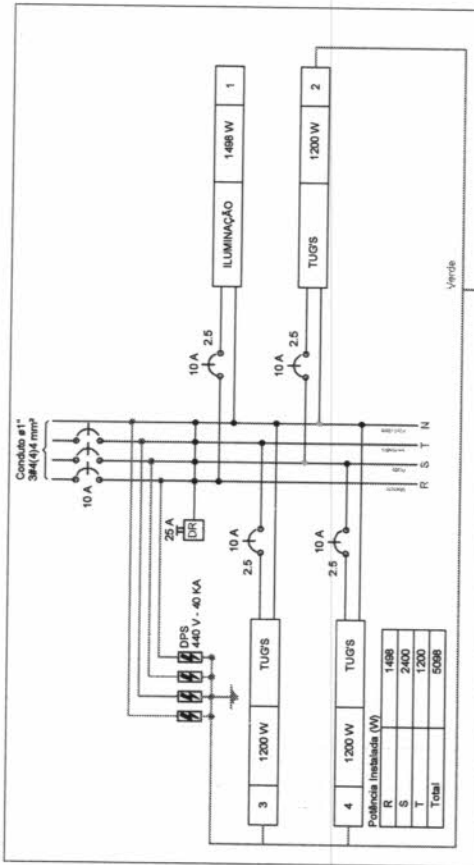 Conduto ø1"
3#4(4)4 mm²
10 A
DPS
440 V - 40 KA
25 A
DR
10 A
2.5
ILUMINAÇÃO
1498 W
1
10 A
2.5
TUG'S
1200 W
2
3
1200 W
TUG'S
10 A
2.5
4
1200 W
TUG'S
10 A
2.5
R
S
T
N
Verde
Potência Instalada (W)
R 1498
S 2400
T 1200
Total 5098